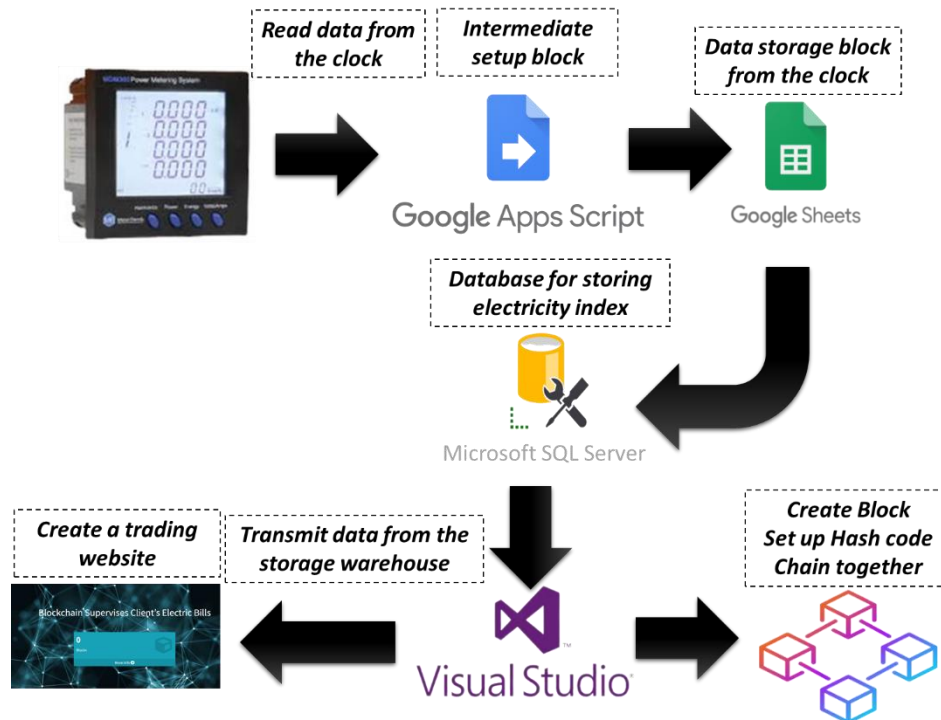 Read data from
the clock
Intermediate
setup block
Data storage block
from the clock
Power Metering System
0.000
0.000
0.000
0.000
Google Apps Script
Google Sheets
Database for storing
electricity index
Microsoft SQL Server
Create a trading
website
Transmit data from the
storage warehouse
Create Block
Set up Hash code
Chain together
Blockchain Supervises Client's Electric Bills
0
Visual Studio